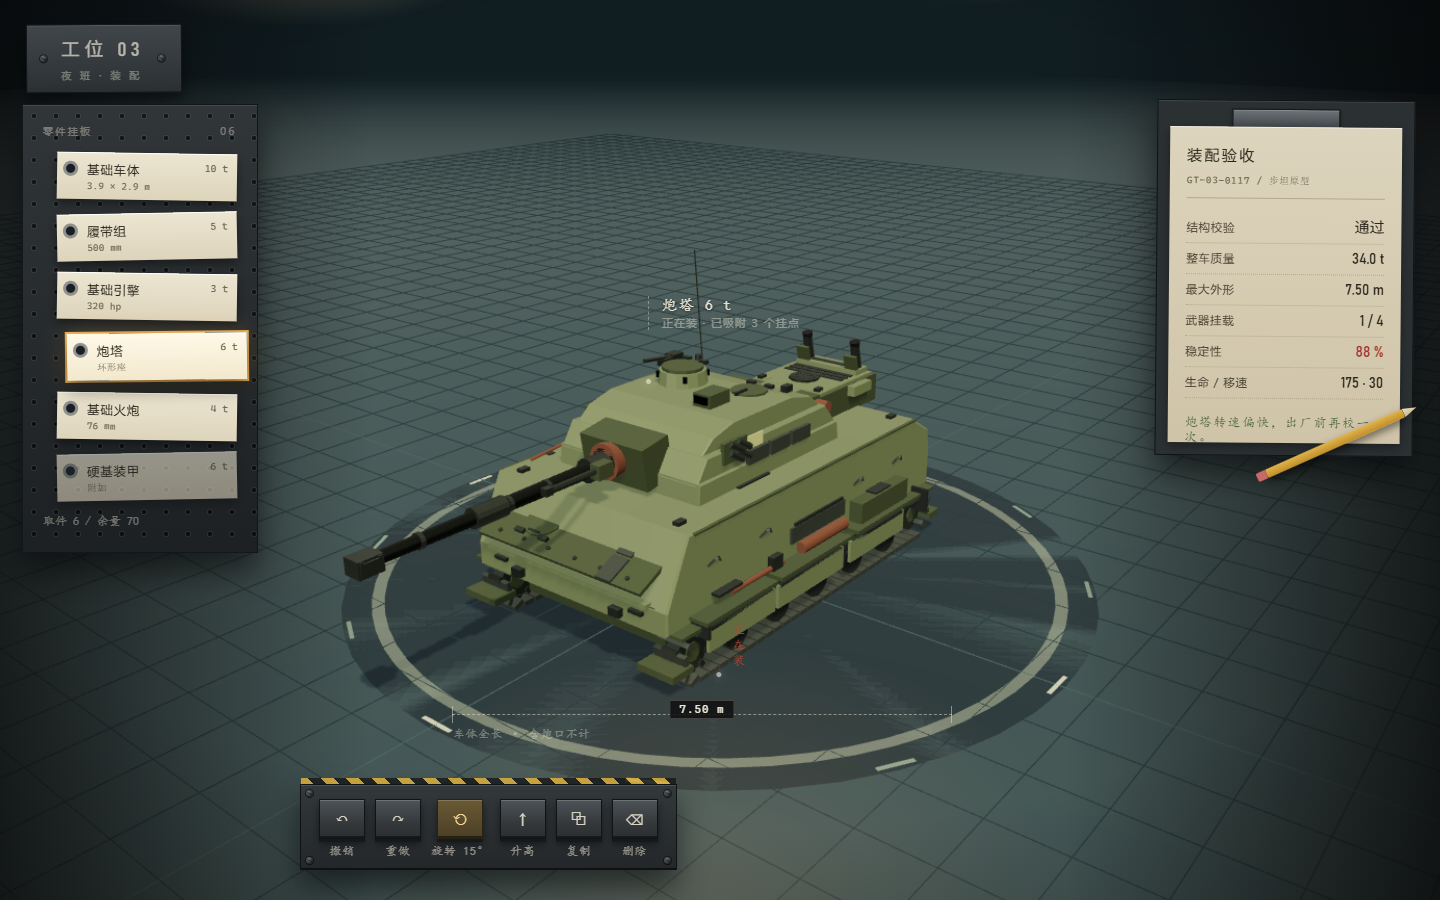 工位 03
夜班·装配
零件挂板 06
基础车体 10 t
3.9 × 2.9 m
履带组 5 t
500 mm
基础引擎 3 t
320 hp
炮塔 6 t
环形座
基础火炮 4 t
76 mm
硬基装甲 6 t
附加
取件 6 / 余量 70
炮塔 6 t
正在装 · 已吸附 3 个挂点
正在装
7.50 m
车体全长 · 含炮口不计
撤销
重做
旋转 15°
升高
复制
删除
装配验收
GT-03-0117 / 步坦原型
结构校验 通过
整车质量 34.0 t
最大外形 7.50 m
武器挂载 1 / 4
稳定性 88 %
生命 / 移速 175 · 30
炮塔转速偏快，出厂前再校一
次。